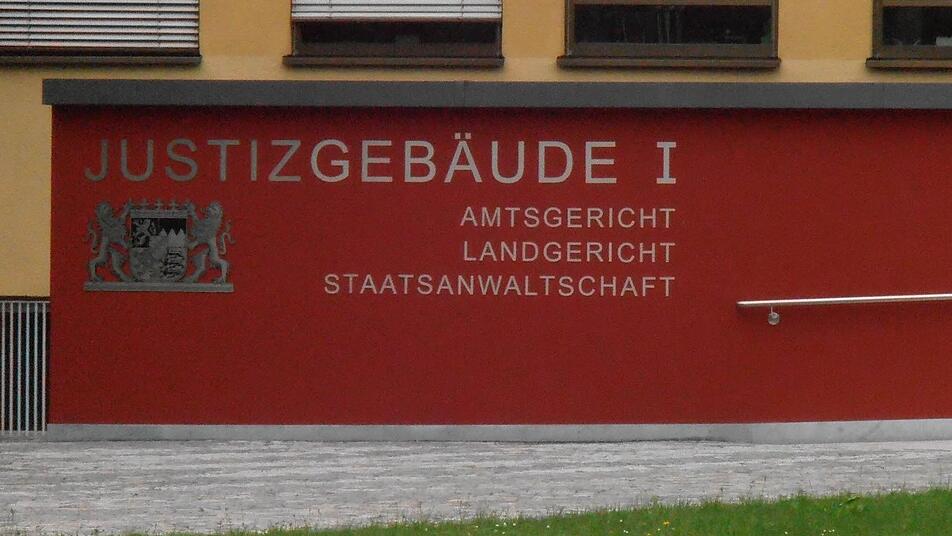 JUSTIZGEBÄUDE I
AMTSGERICHT
LANDGERICHT
STAATSANWALTSCHAFT